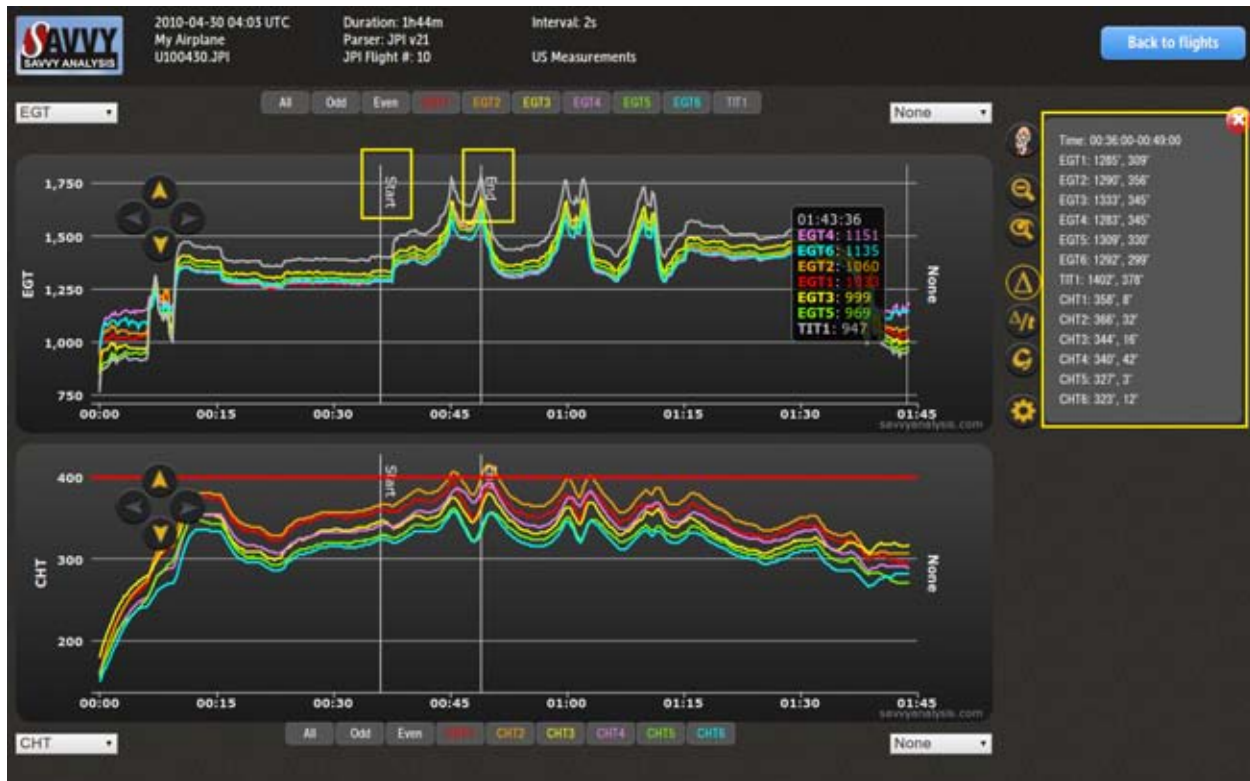 SAVVY
SAVVY ANALYSIS
2010-04-30 04:03 UTC
My Airplane
U100430.JPI
Duration: 1h44m
Parser: JPI v21
JPI Flight #: 10
Interval: 2s
US Measurements
Back to flights
EGT
All Odd Even EGT1 EGT2 EGT3 EGT4 EGT5 EGT6 TIT1
None
Start
End
1,750
1,500
1,250
1,000
750
EGT
None
01:43:36
EGT4: 1151
EGT6: 1135
EGT2: 1060
EGT1: 1033
EGT3: 999
EGT5: 969
TIT1: 947
00:00 00:15 00:30 00:45 01:00 01:15 01:30 01:45
savvyanalysis.com
Δ
Δ/t
Time: 00:36:00-00:49:00
EGT1: 1285°, 309°
EGT2: 1290°, 356°
EGT3: 1333°, 345°
EGT4: 1283°, 345°
EGT5: 1309°, 330°
EGT6: 1292°, 299°
TIT1: 1402°, 378°
CHT1: 358°, 8°
CHT2: 366°, 32°
CHT3: 344°, 16°
CHT4: 340°, 42°
CHT5: 327°, 3°
CHT6: 323°, 12°
Start
End
400
300
200
CHT
None
00:00 00:15 00:30 00:45 01:00 01:15 01:30 01:45
savvyanalysis.com
CHT
All Odd Even CHT1 CHT2 CHT3 CHT4 CHT5 CHT6
None